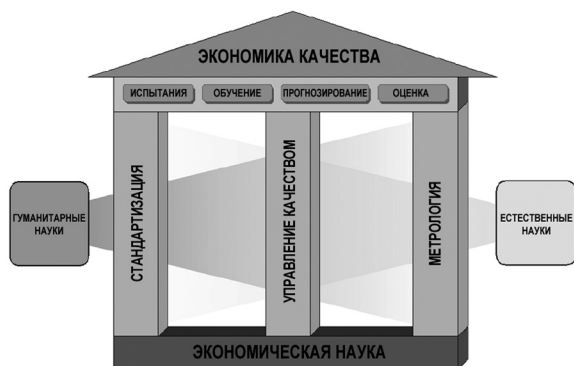 ЭКОНОМИКА КАЧЕСТВА
ИСПЫТАНИЯ
ОБУЧЕНИЕ
ПРОГНОЗИРОВАНИЕ
ОЦЕНКА
ГУМАНИТАРНЫЕ
НАУКИ
СТАНДАРТИЗАЦИЯ
УПРАВЛЕНИЕ КАЧЕСТВОМ
МЕТРОЛОГИЯ
ЕСТЕСТВЕННЫЕ
НАУКИ
ЭКОНОМИЧЕСКАЯ НАУКА